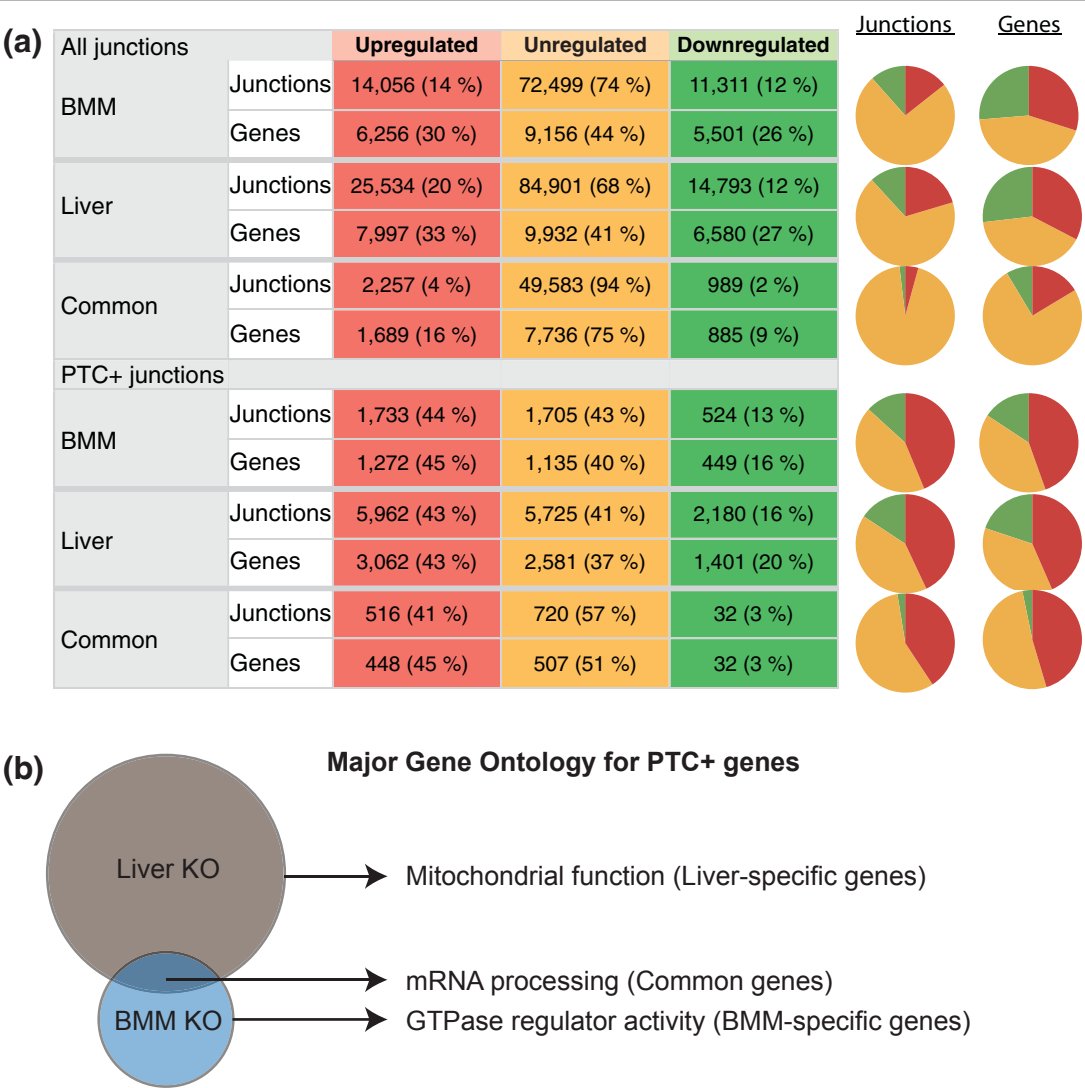 (a)
Junctions Genes
All junctions Upregulated Unregulated Downregulated
BMM
Junctions 14,056 (14 %) 72,499 (74 %) 11,311 (12 %)
Genes 6,256 (30 %) 9,156 (44 %) 5,501 (26 %)
Liver
Junctions 25,534 (20 %) 84,901 (68 %) 14,793 (12 %)
Genes 7,997 (33 %) 9,932 (41 %) 6,580 (27 %)
Common
Junctions 2,257 (4 %) 49,583 (94 %) 989 (2 %)
Genes 1,689 (16 %) 7,736 (75 %) 885 (9 %)
PTC+ junctions
BMM
Junctions 1,733 (44 %) 1,705 (43 %) 524 (13 %)
Genes 1,272 (45 %) 1,135 (40 %) 449 (16 %)
Liver
Junctions 5,962 (43 %) 5,725 (41 %) 2,180 (16 %)
Genes 3,062 (43 %) 2,581 (37 %) 1,401 (20 %)
Common
Junctions 516 (41 %) 720 (57 %) 32 (3 %)
Genes 448 (45 %) 507 (51 %) 32 (3 %)
(b)
Major Gene Ontology for PTC+ genes
Liver KO
Mitochondrial function (Liver-specific genes)
mRNA processing (Common genes)
BMM KO
GTPase regulator activity (BMM-specific genes)